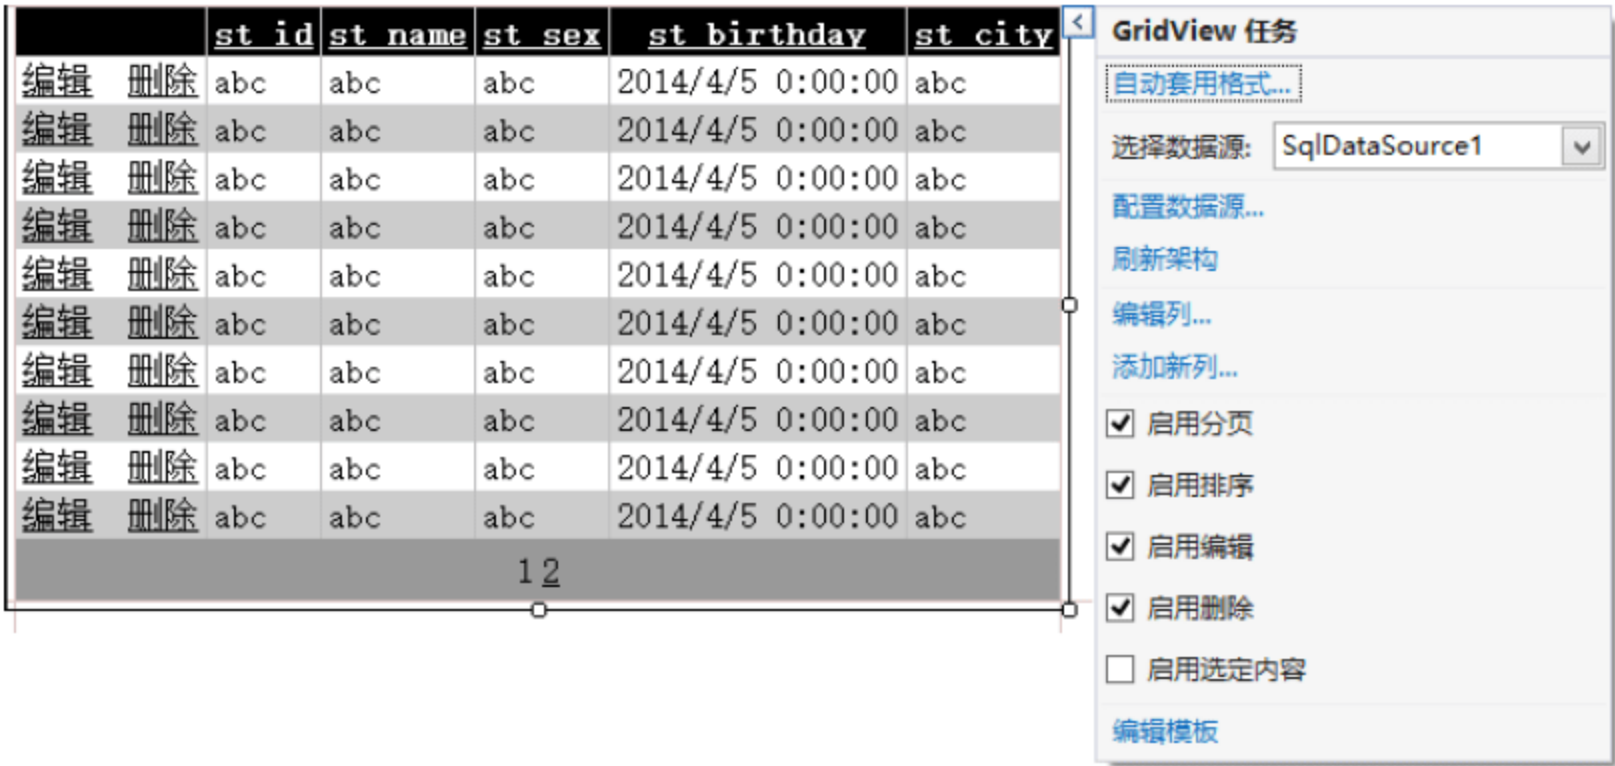 st_id st_name st_sex st_birthday st_city
编辑 删除 abc abc abc 2014/4/5 0:00:00 abc
编辑 删除 abc abc abc 2014/4/5 0:00:00 abc
编辑 删除 abc abc abc 2014/4/5 0:00:00 abc
编辑 删除 abc abc abc 2014/4/5 0:00:00 abc
编辑 删除 abc abc abc 2014/4/5 0:00:00 abc
编辑 删除 abc abc abc 2014/4/5 0:00:00 abc
编辑 删除 abc abc abc 2014/4/5 0:00:00 abc
编辑 删除 abc abc abc 2014/4/5 0:00:00 abc
编辑 删除 abc abc abc 2014/4/5 0:00:00 abc
编辑 删除 abc abc abc 2014/4/5 0:00:00 abc
1 2
GridView 任务
自动套用格式...
选择数据源: SqlDataSource1
配置数据源...
刷新架构
编辑列...
添加新列...
启用分页
启用排序
启用编辑
启用删除
启用选定内容
编辑模板